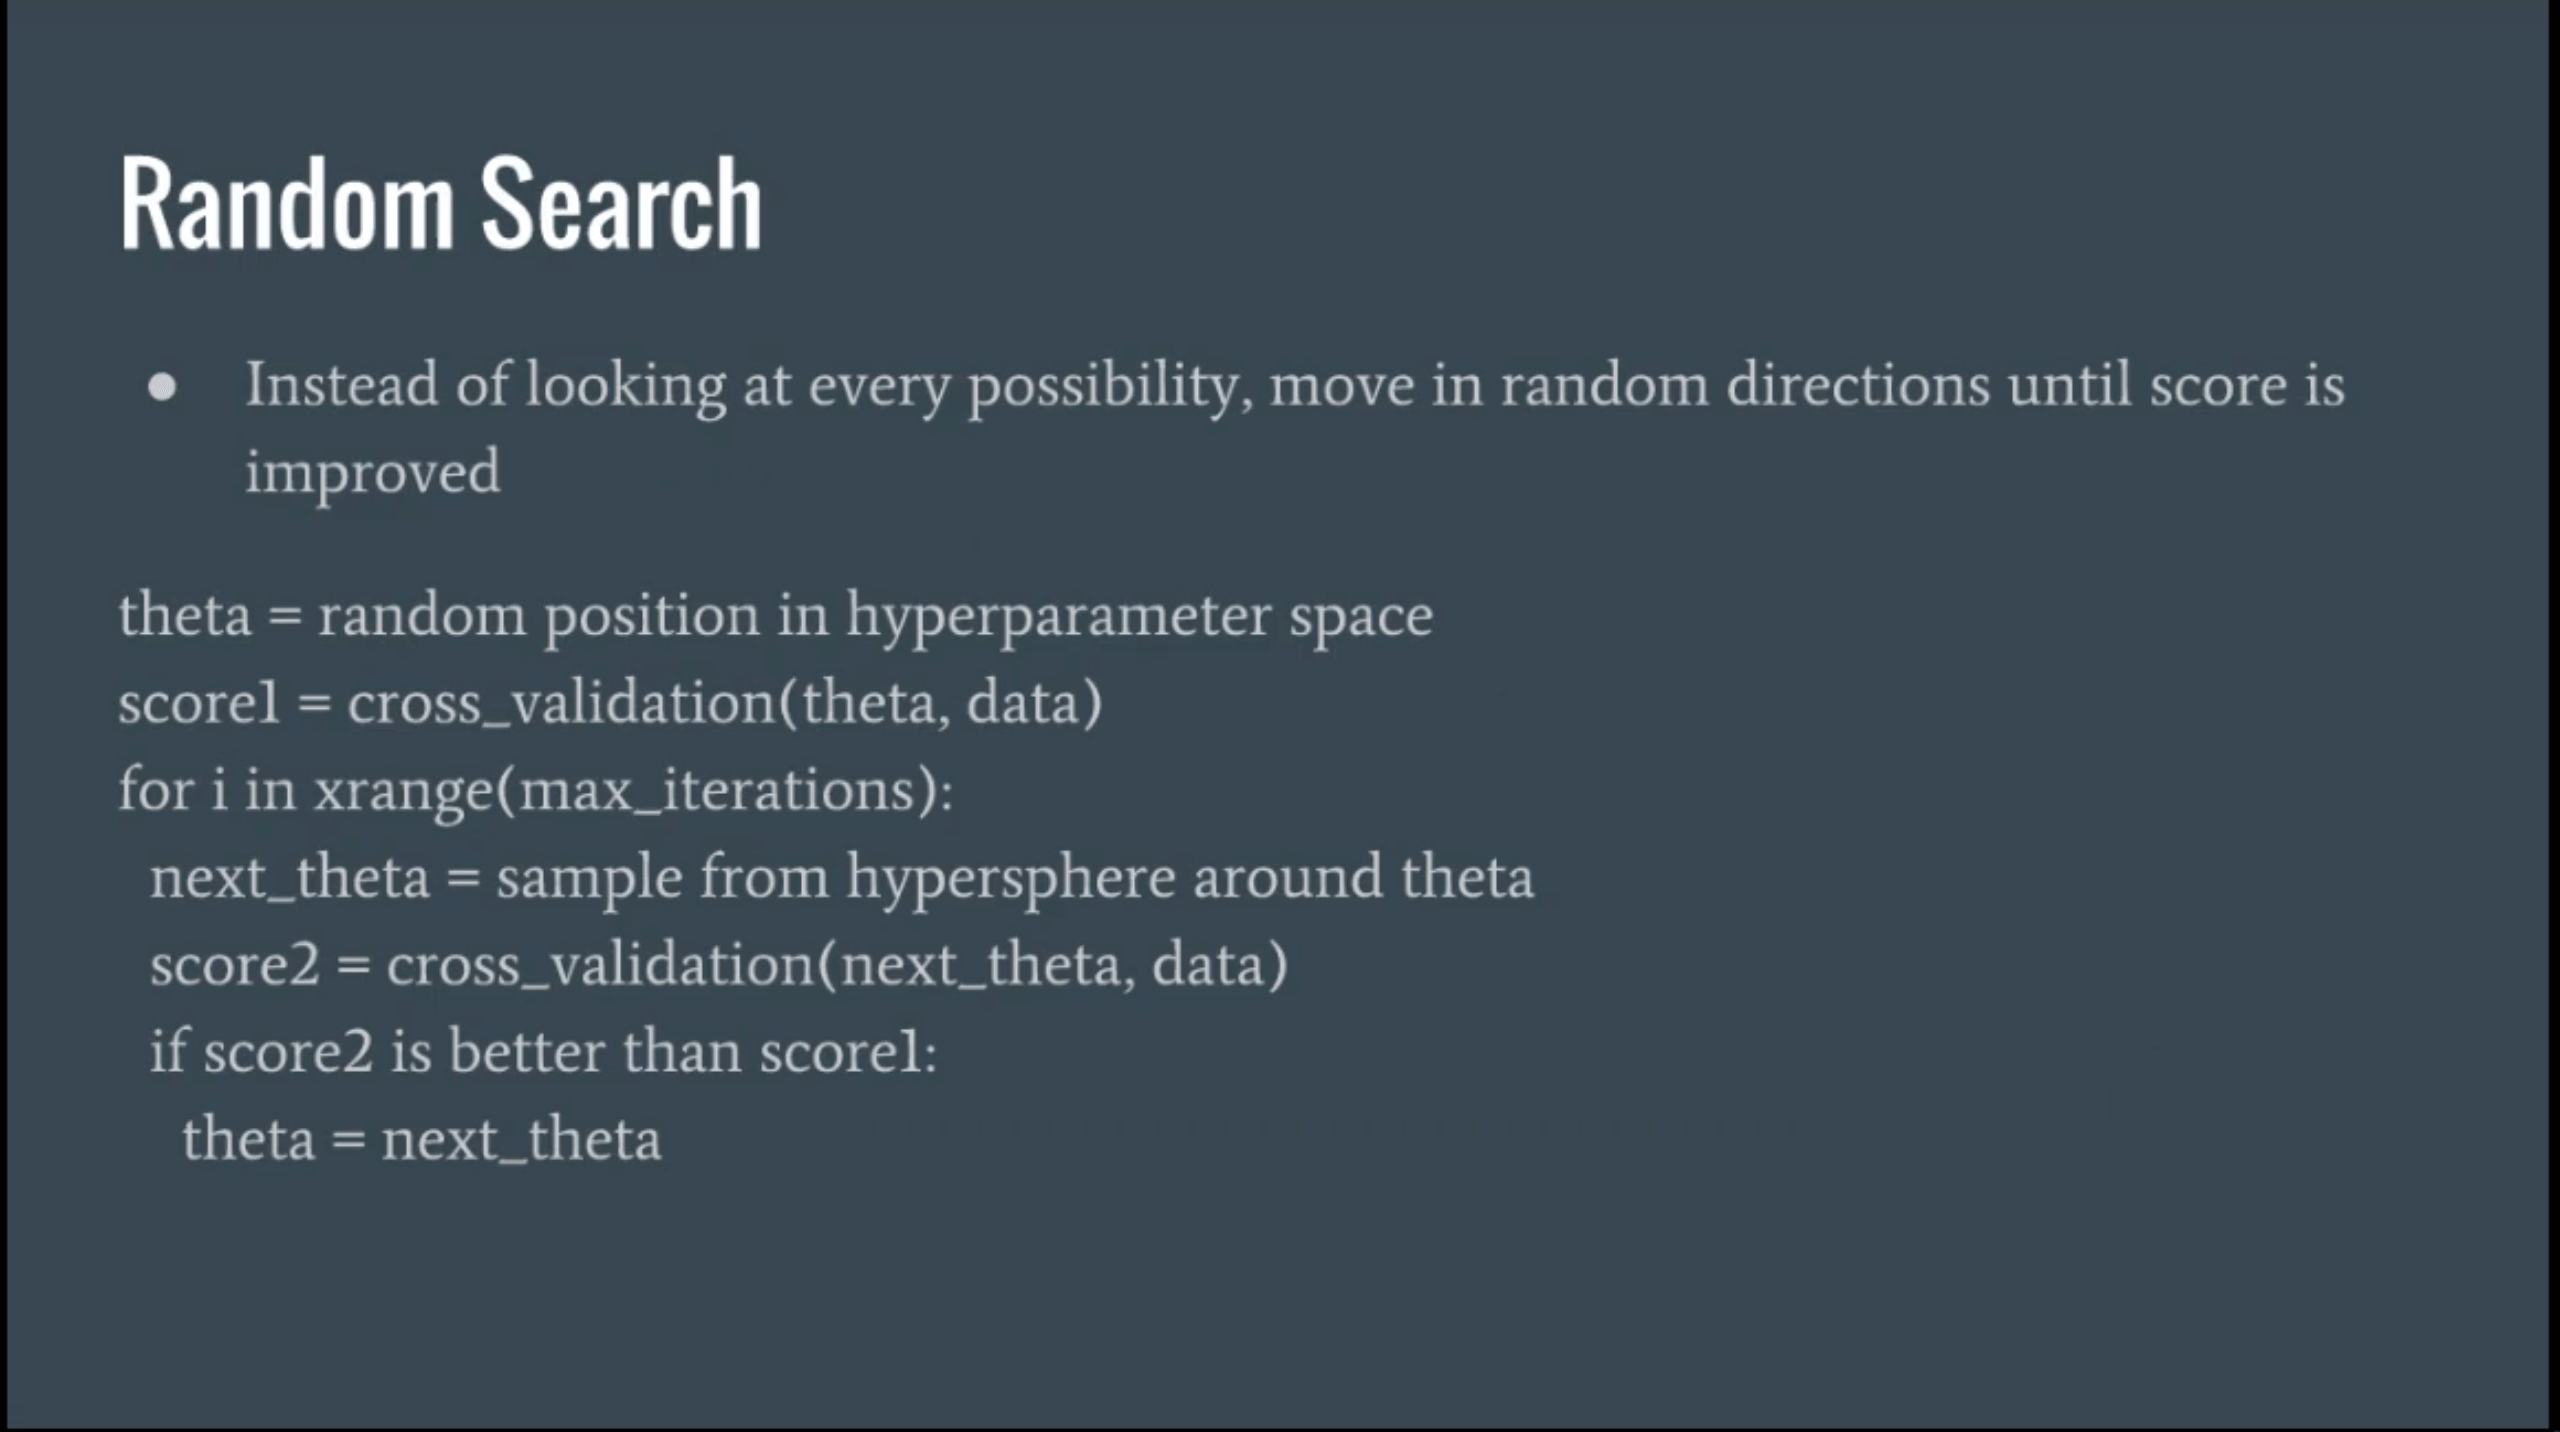 Random Search
● Instead of looking at every possibility, move in random directions until score is
improved
theta = random position in hyperparameter space
score1 = cross_validation(theta, data)
for i in xrange(max_iterations):
next_theta = sample from hypersphere around theta
score2 = cross_validation(next_theta, data)
if score2 is better than score1:
theta = next_theta